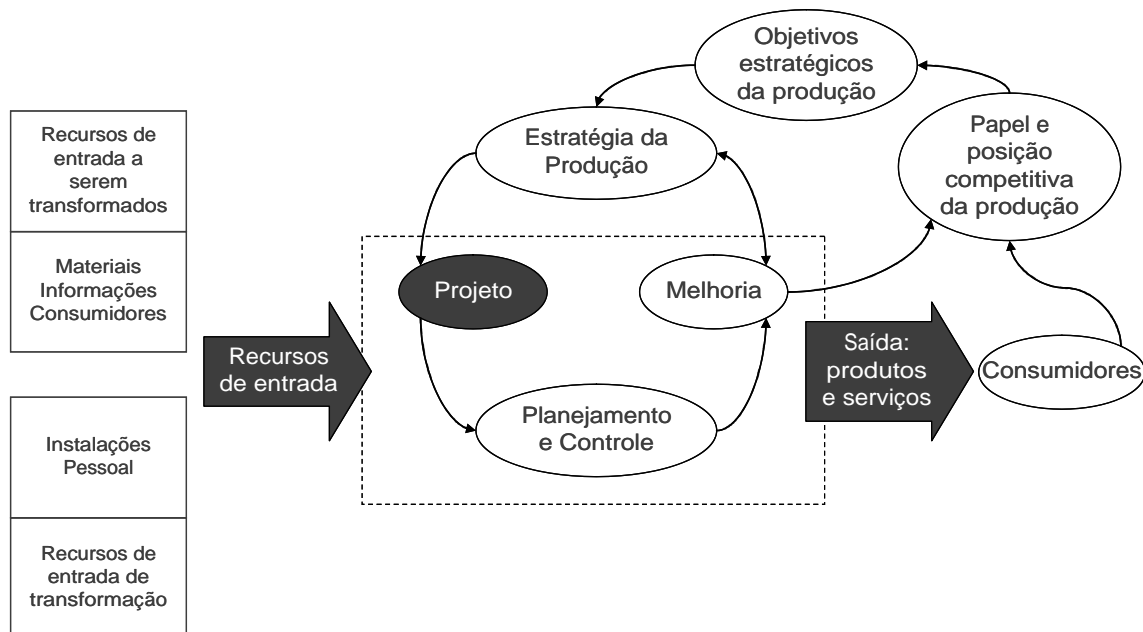 Objetivos
estratégicos
da produção
Recursos de
entrada a
serem
transformados
Estratégia da
Produção
Papel e
posição
competitiva
da produção
Materiais
Informações
Consumidores
Projeto
Melhoria
Recursos
de entrada
Saída:
produtos
e serviços
Consumidores
Planejamento
e Controle
Instalações
Pessoal
Recursos de
entrada de
transformação